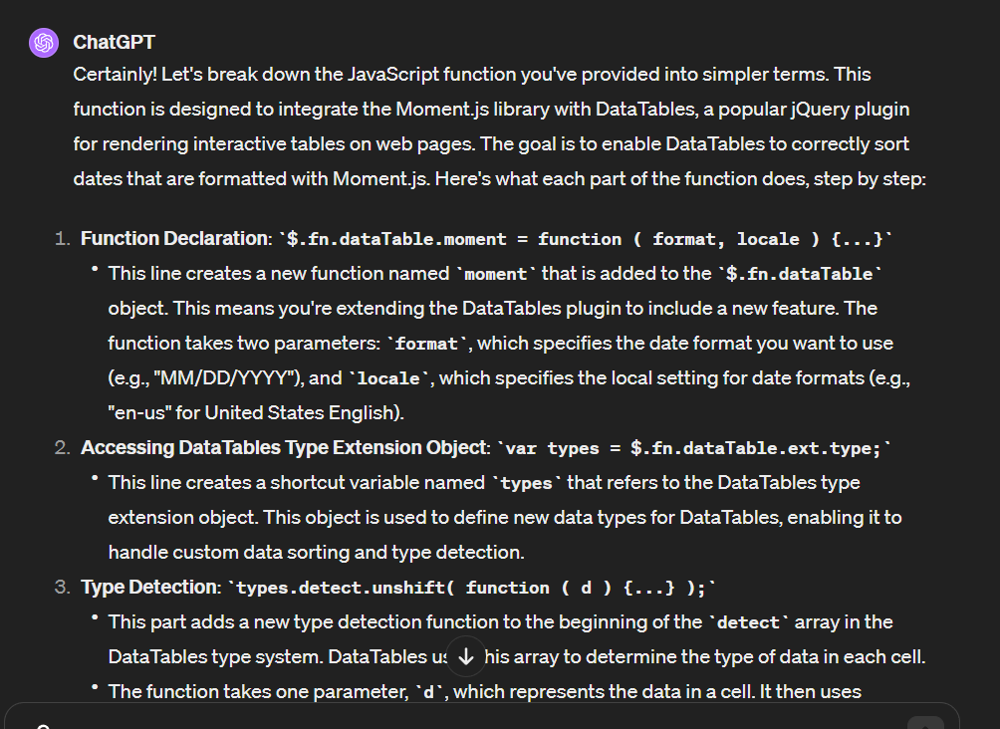 ChatGPT
Certainly! Let's break down the JavaScript function you've provided into simpler terms. This
function is designed to integrate the Moment.js library with DataTables, a popular jQuery plugin
for rendering interactive tables on web pages. The goal is to enable DataTables to correctly sort
dates that are formatted with Moment.js. Here's what each part of the function does, step by step:
1. Function Declaration: `$.fn.dataTable.moment = function ( format, locale ) {...}`
• This line creates a new function named `moment` that is added to the `$.fn.dataTable`
object. This means you're extending the DataTables plugin to include a new feature. The
function takes two parameters: `format`, which specifies the date format you want to use
(e.g., "MM/DD/YYYY"), and `locale`, which specifies the local setting for date formats (e.g.,
"en-us" for United States English).
2. Accessing DataTables Type Extension Object: `var types = $.fn.dataTable.ext.type;`
• This line creates a shortcut variable named `types` that refers to the DataTables type
extension object. This object is used to define new data types for DataTables, enabling it to
handle custom data sorting and type detection.
3. Type Detection: `types.detect.unshift( function ( d ) {...} );`
• This part adds a new type detection function to the beginning of the `detect` array in the
DataTables type system. DataTables array to determine the type of data in each cell.
• The function takes one parameter, `d`, which represents the data in a cell. It then uses